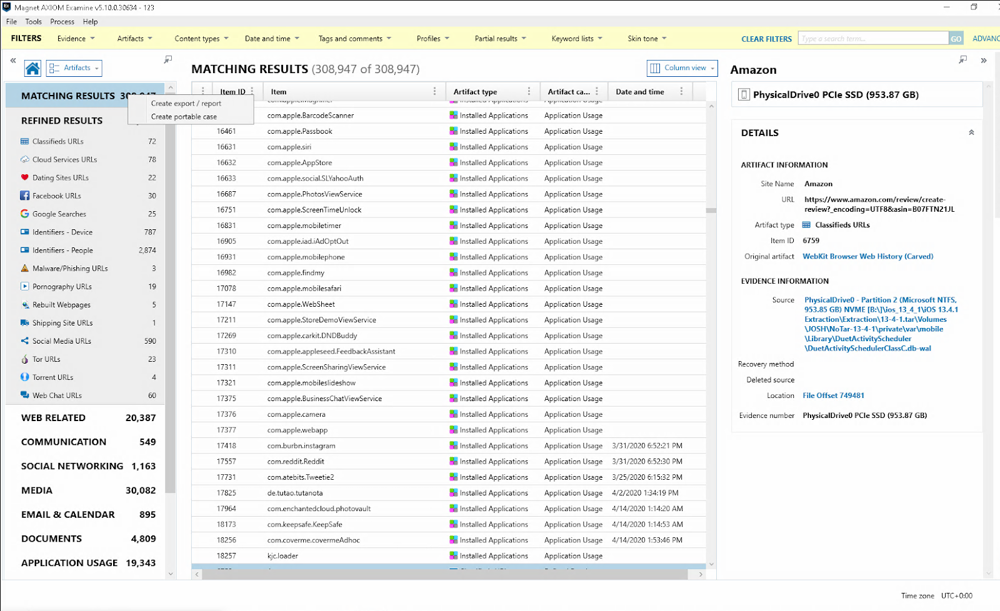 Magnet AXIOM Examine v5.10.0.30634 - 123
File Tools Process Help
FILTERS Evidence Artifacts Content types Date and time Tags and comments Profiles Partial results Keyword lists Skin tone CLEAR FILTERS Type a search term... GO ADVANC
Artifacts
MATCHING RESULTS (308,947 of 308,947)
Column view
MATCHING RESULTS
Create export / report
Create portable case
REFINED RESULTS
Classifieds URLs 72
Cloud Services URLs 78
Dating Sites URLs 22
Facebook URLs 30
Google Searches 25
Identifiers - Device 787
Identifiers - People 2,874
Malware/Phishing URLs 3
Pornography URLs 19
Rebuilt Webpages 5
Shipping Site URLs 1
Social Media URLs 590
Tor URLs 23
Torrent URLs 4
Web Chat URLs 60
WEB RELATED 20,387
COMMUNICATION 549
SOCIAL NETWORKING 1,163
MEDIA 30,082
EMAIL & CALENDAR 895
DOCUMENTS 4,809
APPLICATION USAGE 19,343
Item ID Item Artifact type Artifact ca... Date and time
com.apple.BarcodeScanner Installed Applications Application Usage
16461 com.apple.Passbook Installed Applications Application Usage
16631 com.apple.siri Installed Applications Application Usage
16632 com.apple.AppStore Installed Applications Application Usage
16633 com.apple.social.SLYahooAuth Installed Applications Application Usage
16687 com.apple.PhotosViewService Installed Applications Application Usage
16751 com.apple.ScreenTimeUnlock Installed Applications Application Usage
16831 com.apple.mobiletimer Installed Applications Application Usage
16905 com.apple.iad.iAdOptOut Installed Applications Application Usage
16931 com.apple.mobilephone Installed Applications Application Usage
16982 com.apple.findmy Installed Applications Application Usage
17078 com.apple.mobilesafari Installed Applications Application Usage
17147 com.apple.WebSheet Installed Applications Application Usage
17211 com.apple.StoreDemoViewService Installed Applications Application Usage
17269 com.apple.carkit.DNDBuddy Installed Applications Application Usage
17310 com.apple.appleseed.FeedbackAssistant Installed Applications Application Usage
17311 com.apple.ScreenSharingViewService Installed Applications Application Usage
17321 com.apple.mobileslideshow Installed Applications Application Usage
17375 com.apple.BusinessChatViewService Installed Applications Application Usage
17376 com.apple.camera Installed Applications Application Usage
17377 com.apple.webapp Installed Applications Application Usage
17418 com.burbn.instagram Installed Applications Application Usage 3/31/2020 6:52:21 PM
17557 com.reddit.Reddit Installed Applications Application Usage 3/31/2020 6:52:30 PM
17731 com.atebits.Tweetie2 Installed Applications Application Usage 3/25/2020 6:15:32 PM
17825 de.tutao.tutanota Installed Applications Application Usage 4/2/2020 1:34:19 PM
17964 com.enchantedcloud.photovault Installed Applications Application Usage 4/14/2020 1:14:20 AM
18173 com.keepsafe.KeepSafe Installed Applications Application Usage 4/14/2020 1:14:53 AM
18256 com.coverme.covermeAdhoc Installed Applications Application Usage 4/14/2020 1:53:46 PM
18257 kjc.loader Installed Applications Application Usage
Amazon
PhysicalDrive0 PCIe SSD (953.87 GB)
DETAILS
ARTIFACT INFORMATION
Site Name Amazon
URL https://www.amazon.com/review/create-
review?_encoding=UTF8&asin=B07FTN21JL
Artifact type Classifieds URLs
Item ID 6759
Original artifact WebKit Browser Web History (Carved)
EVIDENCE INFORMATION
Source PhysicalDrive0 - Partition 2 (Microsoft NTFS,
953.85 GB) NVME [B:\]\ios_13_4_1\iOS 13.4.1
Extraction\Extraction\13-4-1.tar\Volumes
\JOSH\NoTar-13-4-1\private\var\mobile
\Library\DuetActivityScheduler
\DuetActivitySchedulerClassC.db-wal
Recovery method
Deleted source
Location File Offset 749481
Evidence number PhysicalDrive0 PCIe SSD (953.87 GB)
Time zone UTC+0:00